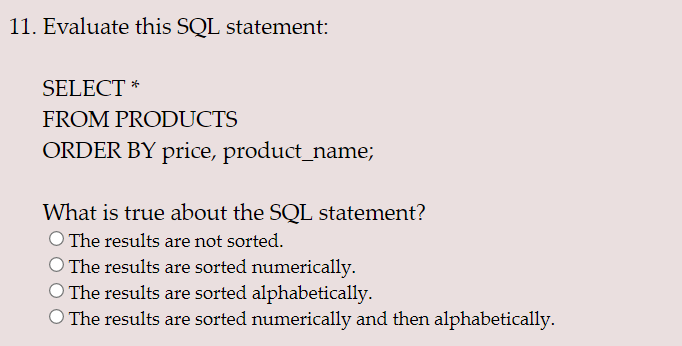 11. Evaluate this SQL statement:
SELECT *
FROM PRODUCTS
ORDER BY price, product_name;
What is true about the SQL statement?
The results are not sorted.
The results are sorted numerically.
The results are sorted alphabetically.
The results are sorted numerically and then alphabetically.